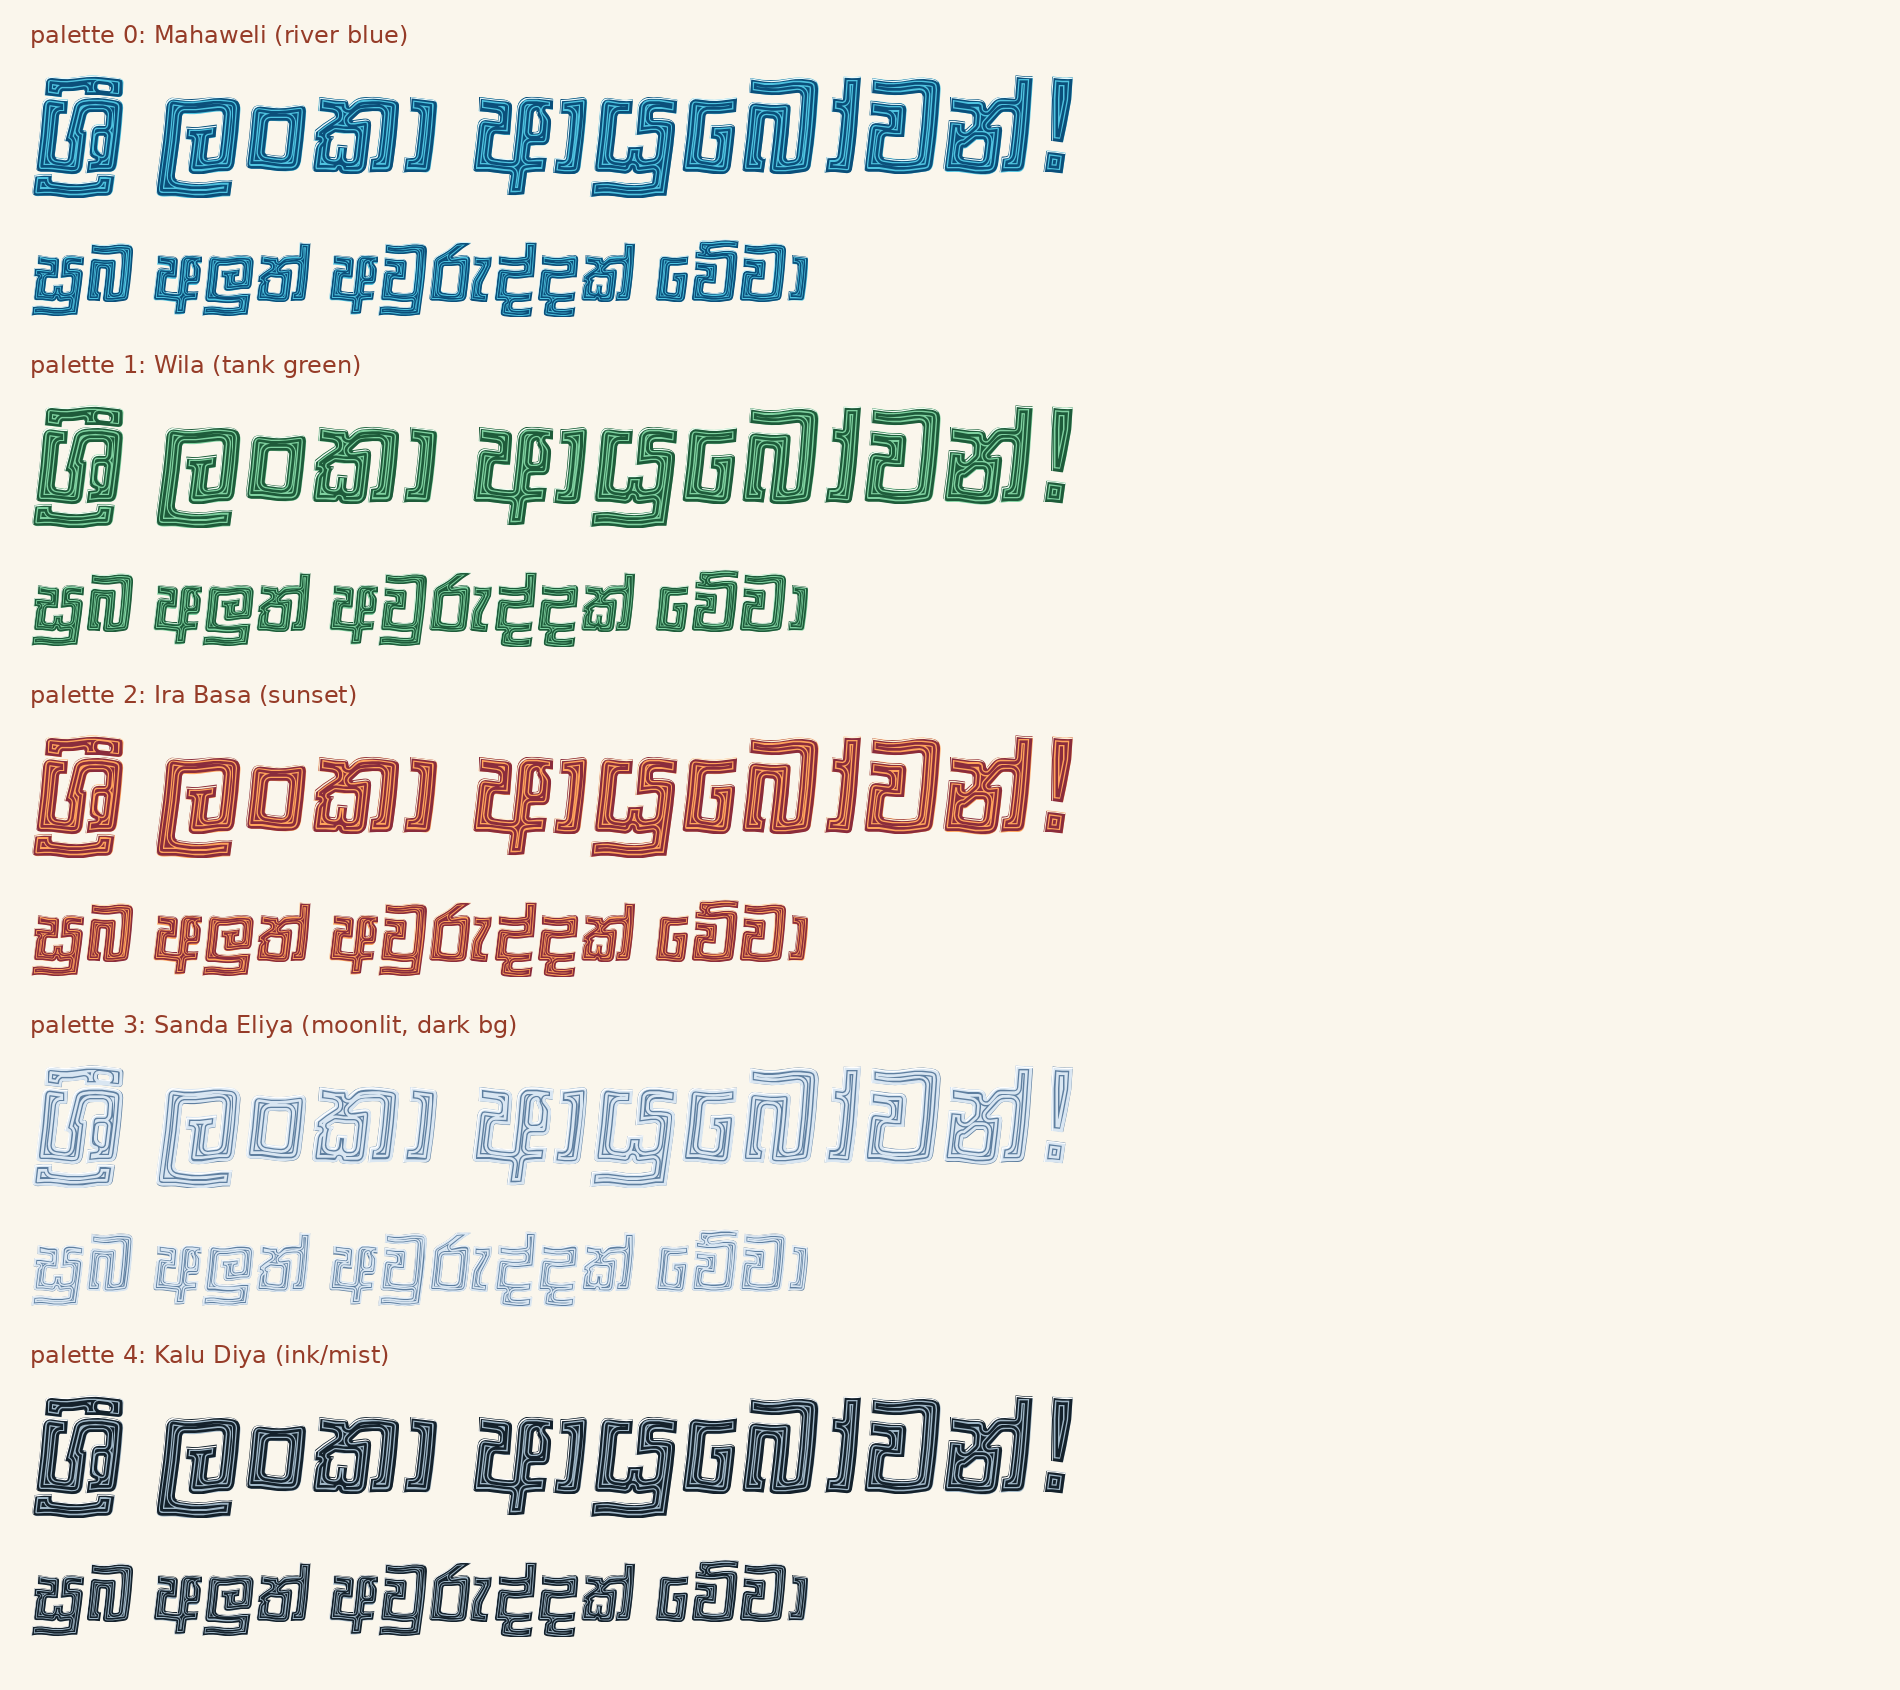 palette 0: Mahaweli (river blue)
ශ්‍රී ලංකා ආයුබෝවන්!
සුබ අලුත් අවුරුද්දක් වේවා
palette 1: Wila (tank green)
ශ්‍රී ලංකා ආයුබෝවන්!
සුබ අලුත් අවුරුද්දක් වේවා
palette 2: Ira Basa (sunset)
ශ්‍රී ලංකා ආයුබෝවන්!
සුබ අලුත් අවුරුද්දක් වේවා
palette 3: Sanda Eliya (moonlit, dark bg)
ශ්‍රී ලංකා ආයුබෝවන්!
සුබ අලුත් අවුරුද්දක් වේවා
palette 4: Kalu Diya (ink/mist)
ශ්‍රී ලංකා ආයුබෝවන්!
සුබ අලුත් අවුරුද්දක් වේවා